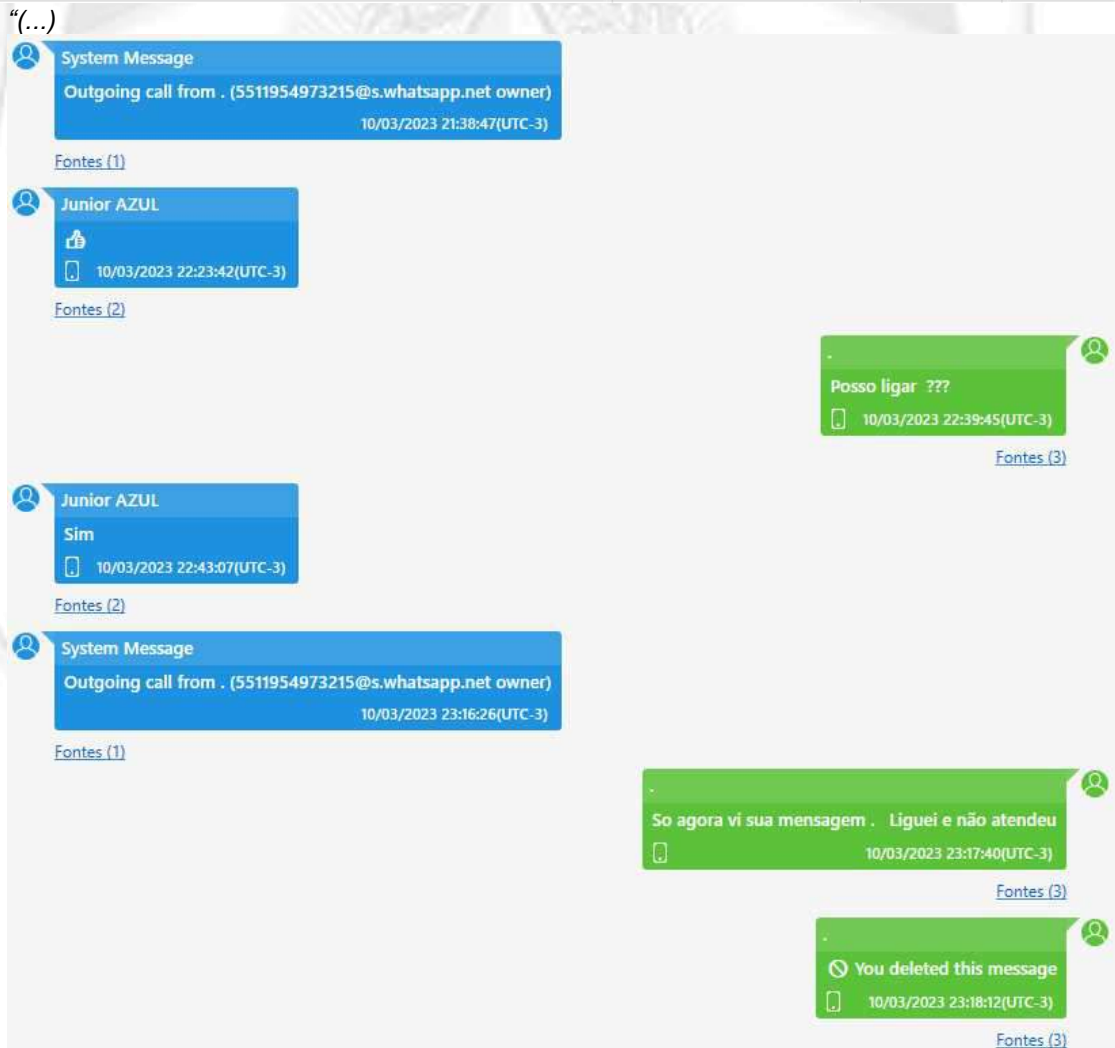 “(...)
System Message
Outgoing call from . (5511954973215@s.whatsapp.net owner)
10/03/2023 21:38:47(UTC-3)
Fontes (1)
Junior AZUL
👍
10/03/2023 22:23:42(UTC-3)
Fontes (2)
.
Posso ligar ???
10/03/2023 22:39:45(UTC-3)
Fontes (3)
Junior AZUL
Sim
10/03/2023 22:43:07(UTC-3)
Fontes (2)
System Message
Outgoing call from . (5511954973215@s.whatsapp.net owner)
10/03/2023 23:16:26(UTC-3)
Fontes (1)
.
So agora vi sua mensagem . Liguei e não atendeu
10/03/2023 23:17:40(UTC-3)
Fontes (3)
.
You deleted this message
10/03/2023 23:18:12(UTC-3)
Fontes (3)